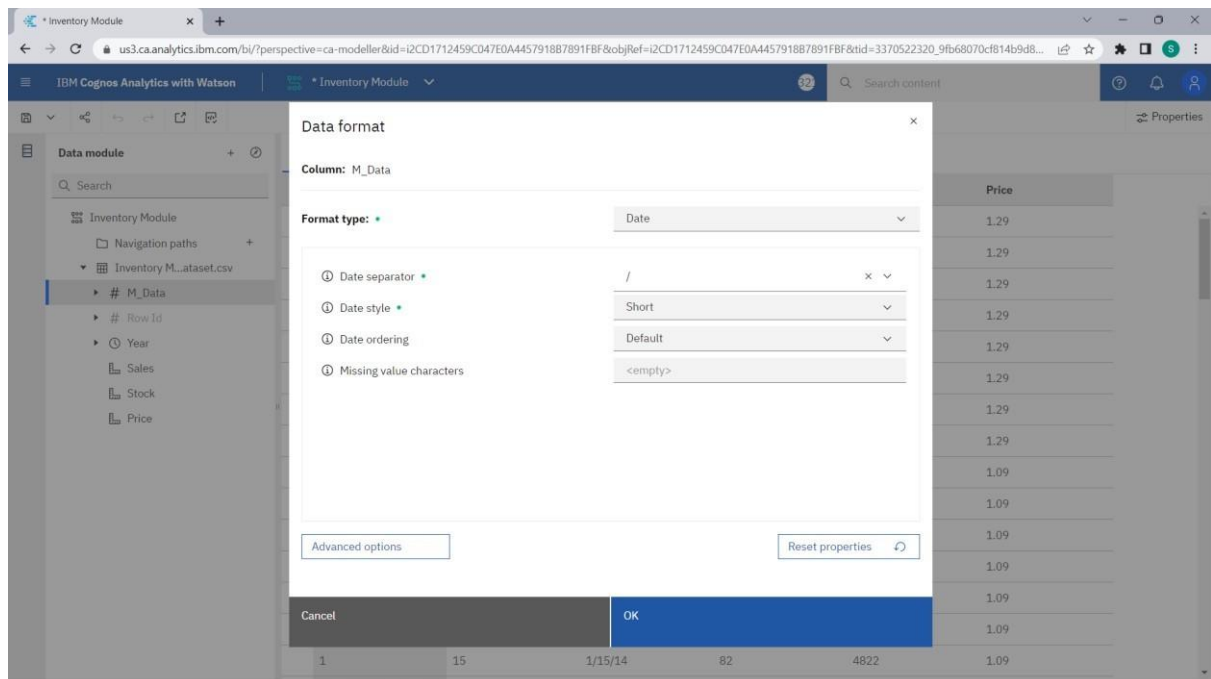 * Inventory Module
us3.ca.analytics.ibm.com/bi/?perspective=ca-modeller&id=i2CD1712459C047E0A4457918B7891FBF&objRef=i2CD1712459C047E0A4457918B7891FBF&tid=3370522320_9fb68070cf814b9d8... S
IBM Cognos Analytics with Watson * Inventory Module 32 Search content
Properties
Data module
Search
Inventory Module
Navigation paths
Inventory M...ataset.csv
# M_Data
# Row Id
Year
Sales
Stock
Price
Data format
Column: M_Data
Format type: Date
Date separator /
Date style Short
Date ordering Default
Missing value characters <empty>
Advanced options Reset properties
Cancel OK
Price
1.29
1.29
1.29
1.29
1.29
1.29
1.29
1.29
1.09
1.09
1.09
1.09
1.09
1.09
1 15 1/15/14 82 4822 1.09